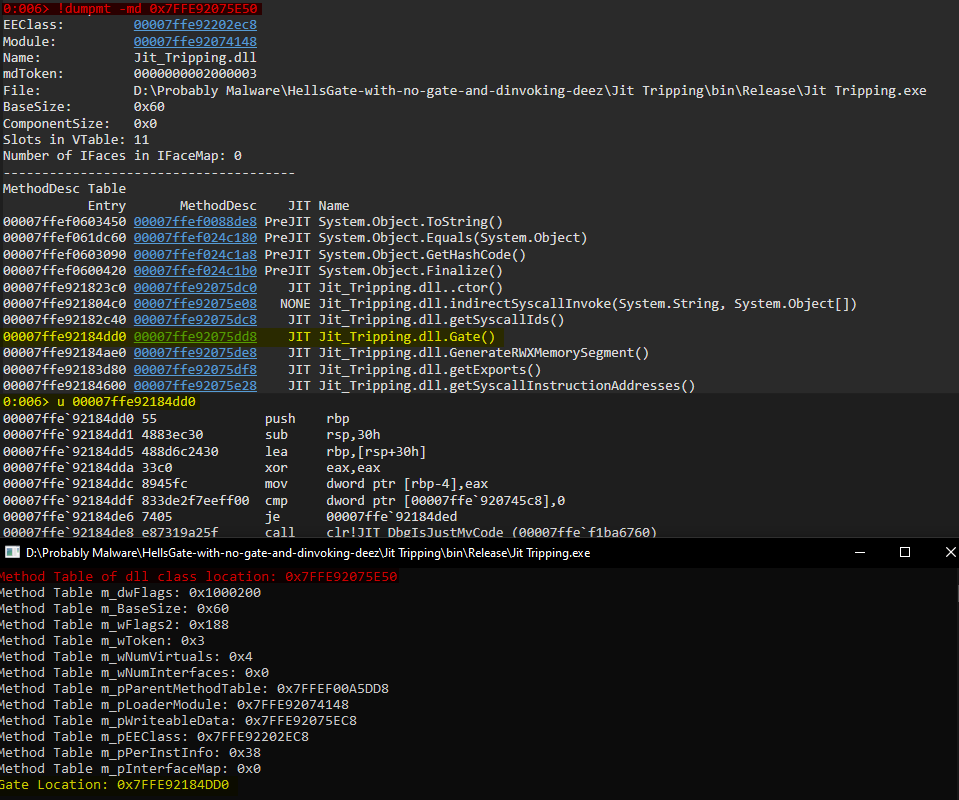 0:006> !dumpmt -md 0x7FFE92075E50
EEClass: 00007ffe92202ec8
Module: 00007ffe92074148
Name: Jit_Tripping.dll
mdToken: 0000000002000003
File: D:\Probably Malware\HellsGate-with-no-gate-and-dinvoking-deez\Jit Tripping\bin\Release\Jit Tripping.exe
BaseSize: 0x60
ComponentSize: 0x0
Slots in VTable: 11
Number of IFaces in IFaceMap: 0
--------------------------------------
MethodDesc Table
Entry MethodDesc JIT Name
00007ffef0603450 00007ffef0088de8 PreJIT System.Object.ToString()
00007ffef061dc60 00007ffef024c180 PreJIT System.Object.Equals(System.Object)
00007ffef0603090 00007ffef024c1a8 PreJIT System.Object.GetHashCode()
00007ffef0600420 00007ffef024c1b0 PreJIT System.Object.Finalize()
00007ffe921823c0 00007ffe92075dc0 JIT Jit_Tripping.dll..ctor()
00007ffe921804c0 00007ffe92075e08 NONE Jit_Tripping.dll.indirectSyscallInvoke(System.String, System.Object[])
00007ffe92182c40 00007ffe92075dc8 JIT Jit_Tripping.dll.getSyscallIds()
00007ffe92184dd0 00007ffe92075dd8 JIT Jit_Tripping.dll.Gate()
00007ffe92184ae0 00007ffe92075de8 JIT Jit_Tripping.dll.GenerateRWXMemorySegment()
00007ffe92183d80 00007ffe92075df8 JIT Jit_Tripping.dll.getExports()
00007ffe92184600 00007ffe92075e28 JIT Jit_Tripping.dll.getSyscallInstructionAddresses()
0:006> u 00007ffe92184dd0
00007ffe`92184dd0 55 push rbp
00007ffe`92184dd1 4883ec30 sub rsp,30h
00007ffe`92184dd5 488d6c2430 lea rbp,[rsp+30h]
00007ffe`92184dda 33c0 xor eax,eax
00007ffe`92184ddc 8945fc mov dword ptr [rbp-4],eax
00007ffe`92184ddf 833de2f7eeff00 cmp dword ptr [00007ffe`920745c8],0
00007ffe`92184de6 7405 je 00007ffe`92184ded
00007ffe`92184de8 e87319a25f call clr!JIT_DbgIsJustMyCode (00007ffe`f1ba6760)
D:\Probably Malware\HellsGate-with-no-gate-and-dinvoking-deez\Jit Tripping\bin\Release\Jit Tripping.exe
Method Table of dll class location: 0x7FFE92075E50
Method Table m_dwFlags: 0x1000200
Method Table m_BaseSize: 0x60
Method Table m_wFlags2: 0x188
Method Table m_wToken: 0x3
Method Table m_wNumVirtuals: 0x4
Method Table m_wNumInterfaces: 0x0
Method Table m_pParentMethodTable: 0x7FFEF00A5DD8
Method Table m_pLoaderModule: 0x7FFE92074148
Method Table m_pWriteableData: 0x7FFE92075EC8
Method Table m_pEEClass: 0x7FFE92202EC8
Method Table m_pPerInstInfo: 0x38
Method Table m_pInterfaceMap: 0x0
Gate Location: 0x7FFE92184DD0